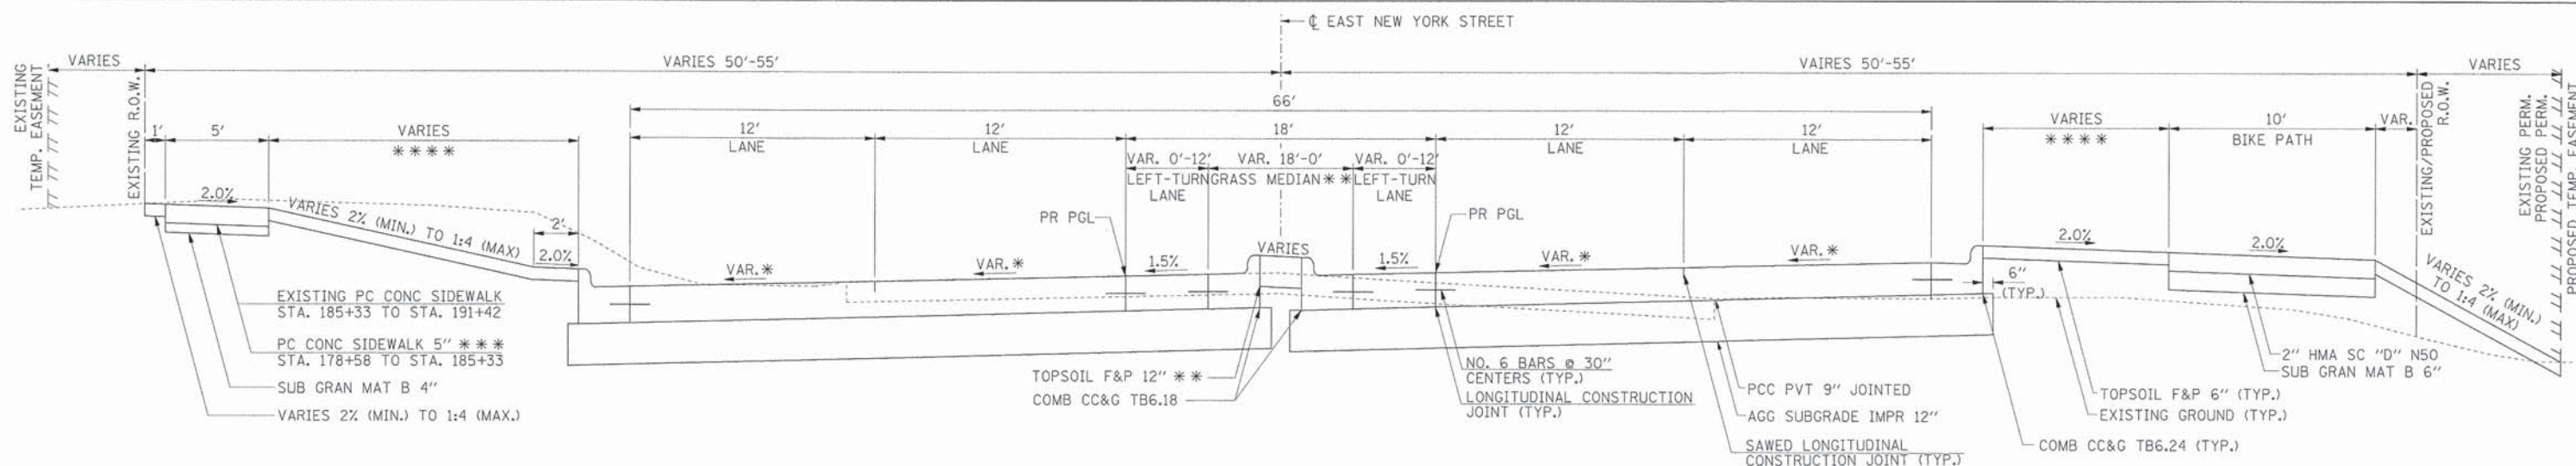 ℄ EAST NEW YORK STREET
EXISTING
TEMP. EASEMENT
VARIES
EXISTING R.O.W.
VARIES 50'-55'
VAIRES 50'-55'
VARIES
EXISTING/PROPOSED
R.O.W.
EXISTING PERM.
PROPOSED PERM.
PROPOSED TEMP. EASEMENT
66'
1'
5'
VARIES
****
12'
LANE
12'
LANE
18'
12'
LANE
12'
LANE
VARIES
****
10'
BIKE PATH
VAR.
VAR. 0'-12'
LEFT-TURN
LANE
VAR. 18'-0'
GRASS MEDIAN**
VAR. 0'-12'
LEFT-TURN
LANE
2.0%
VARIES 2% (MIN.) TO 1:4 (MAX)
2'
2.0%
VAR.*
VAR.*
PR PGL
1.5%
VARIES
1.5%
PR PGL
VAR.*
VAR.*
6"
(TYP.)
2.0%
2.0%
VARIES 2% (MIN.)
TO 1:4 (MAX)
EXISTING PC CONC SIDEWALK
STA. 185+33 TO STA. 191+42
PC CONC SIDEWALK 5" ***
STA. 178+58 TO STA. 185+33
SUB GRAN MAT B 4"
VARIES 2% (MIN.) TO 1:4 (MAX.)
TOPSOIL F&P 12" **
COMB CC&G TB6.18
NO. 6 BARS @ 30"
CENTERS (TYP.)
LONGITUDINAL CONSTRUCTION
JOINT (TYP.)
PCC PVT 9" JOINTED
AGG SUBGRADE IMPR 12"
SAWED LONGITUDINAL
CONSTRUCTION JOINT (TYP.)
2" HMA SC "D" N50
SUB GRAN MAT B 6"
TOPSOIL F&P 6" (TYP.)
EXISTING GROUND (TYP.)
COMB CC&G TB6.24 (TYP.)